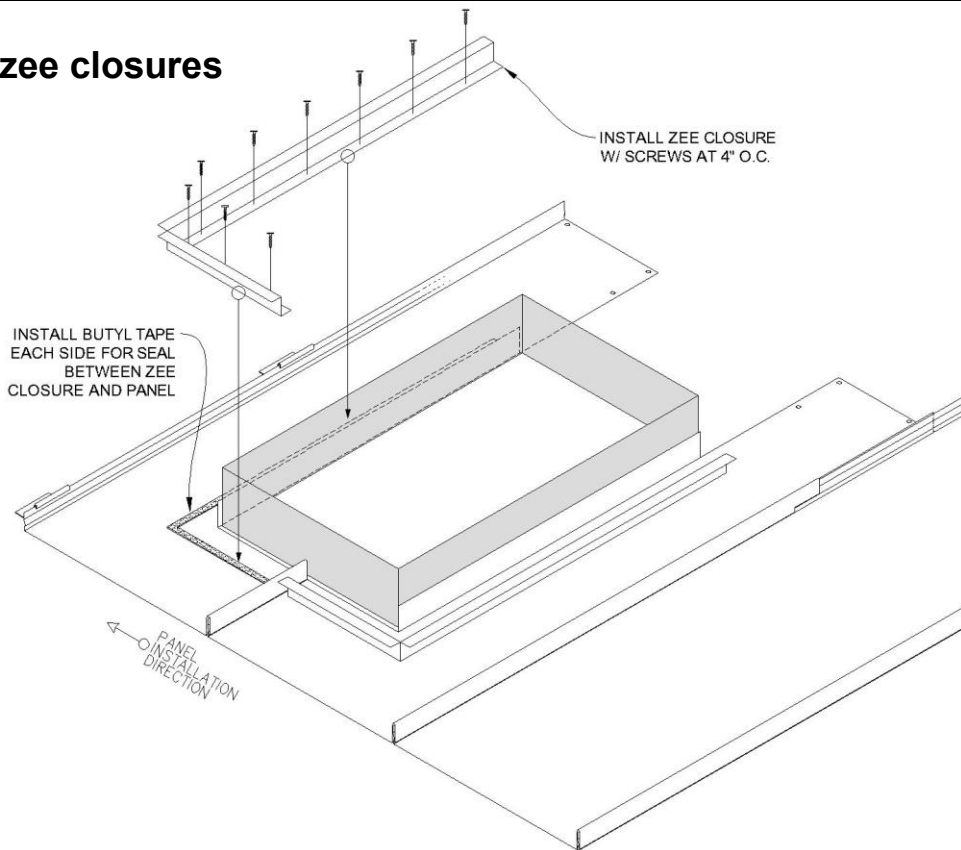 zee closures
INSTALL ZEE CLOSURE
W/ SCREWS AT 4" O.C.
INSTALL BUTYL TAPE
EACH SIDE FOR SEAL
BETWEEN ZEE
CLOSURE AND PANEL
PANEL
INSTALLATION
DIRECTION